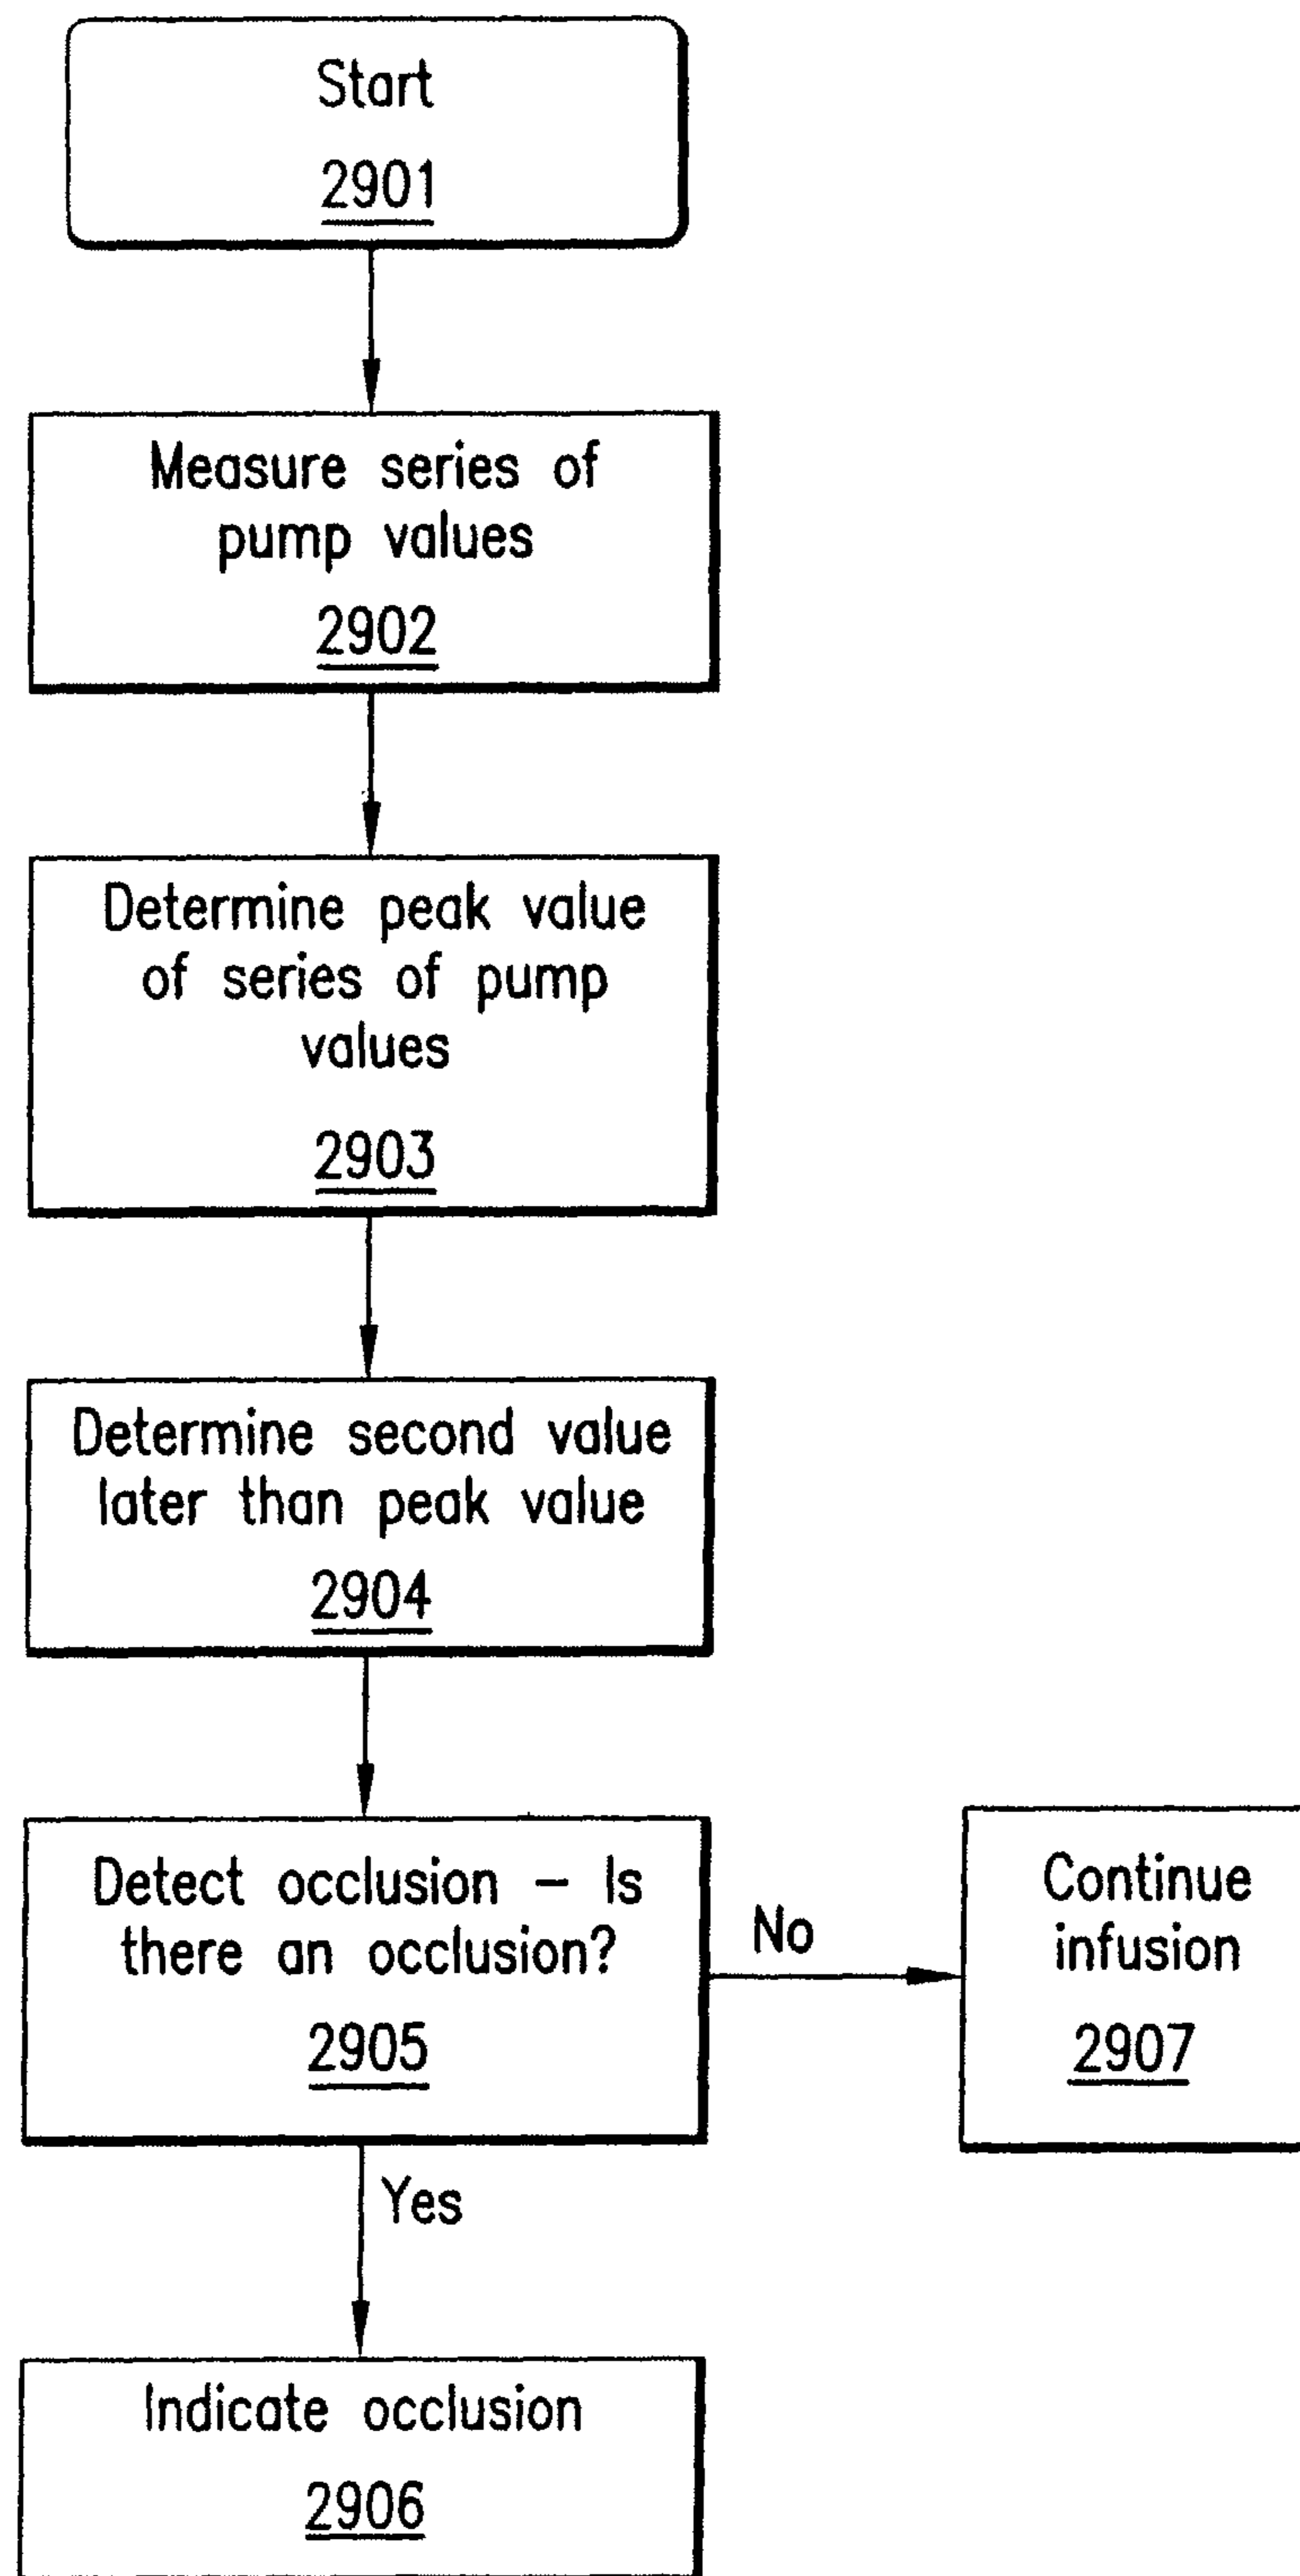 Start
2901
Measure series of
pump values
2902
Determine peak value
of series of pump
values
2903
Determine second value
later than peak value
2904
Detect occlusion – Is
there an occlusion?
2905
No
Continue
infusion
2907
Yes
Indicate occlusion
2906